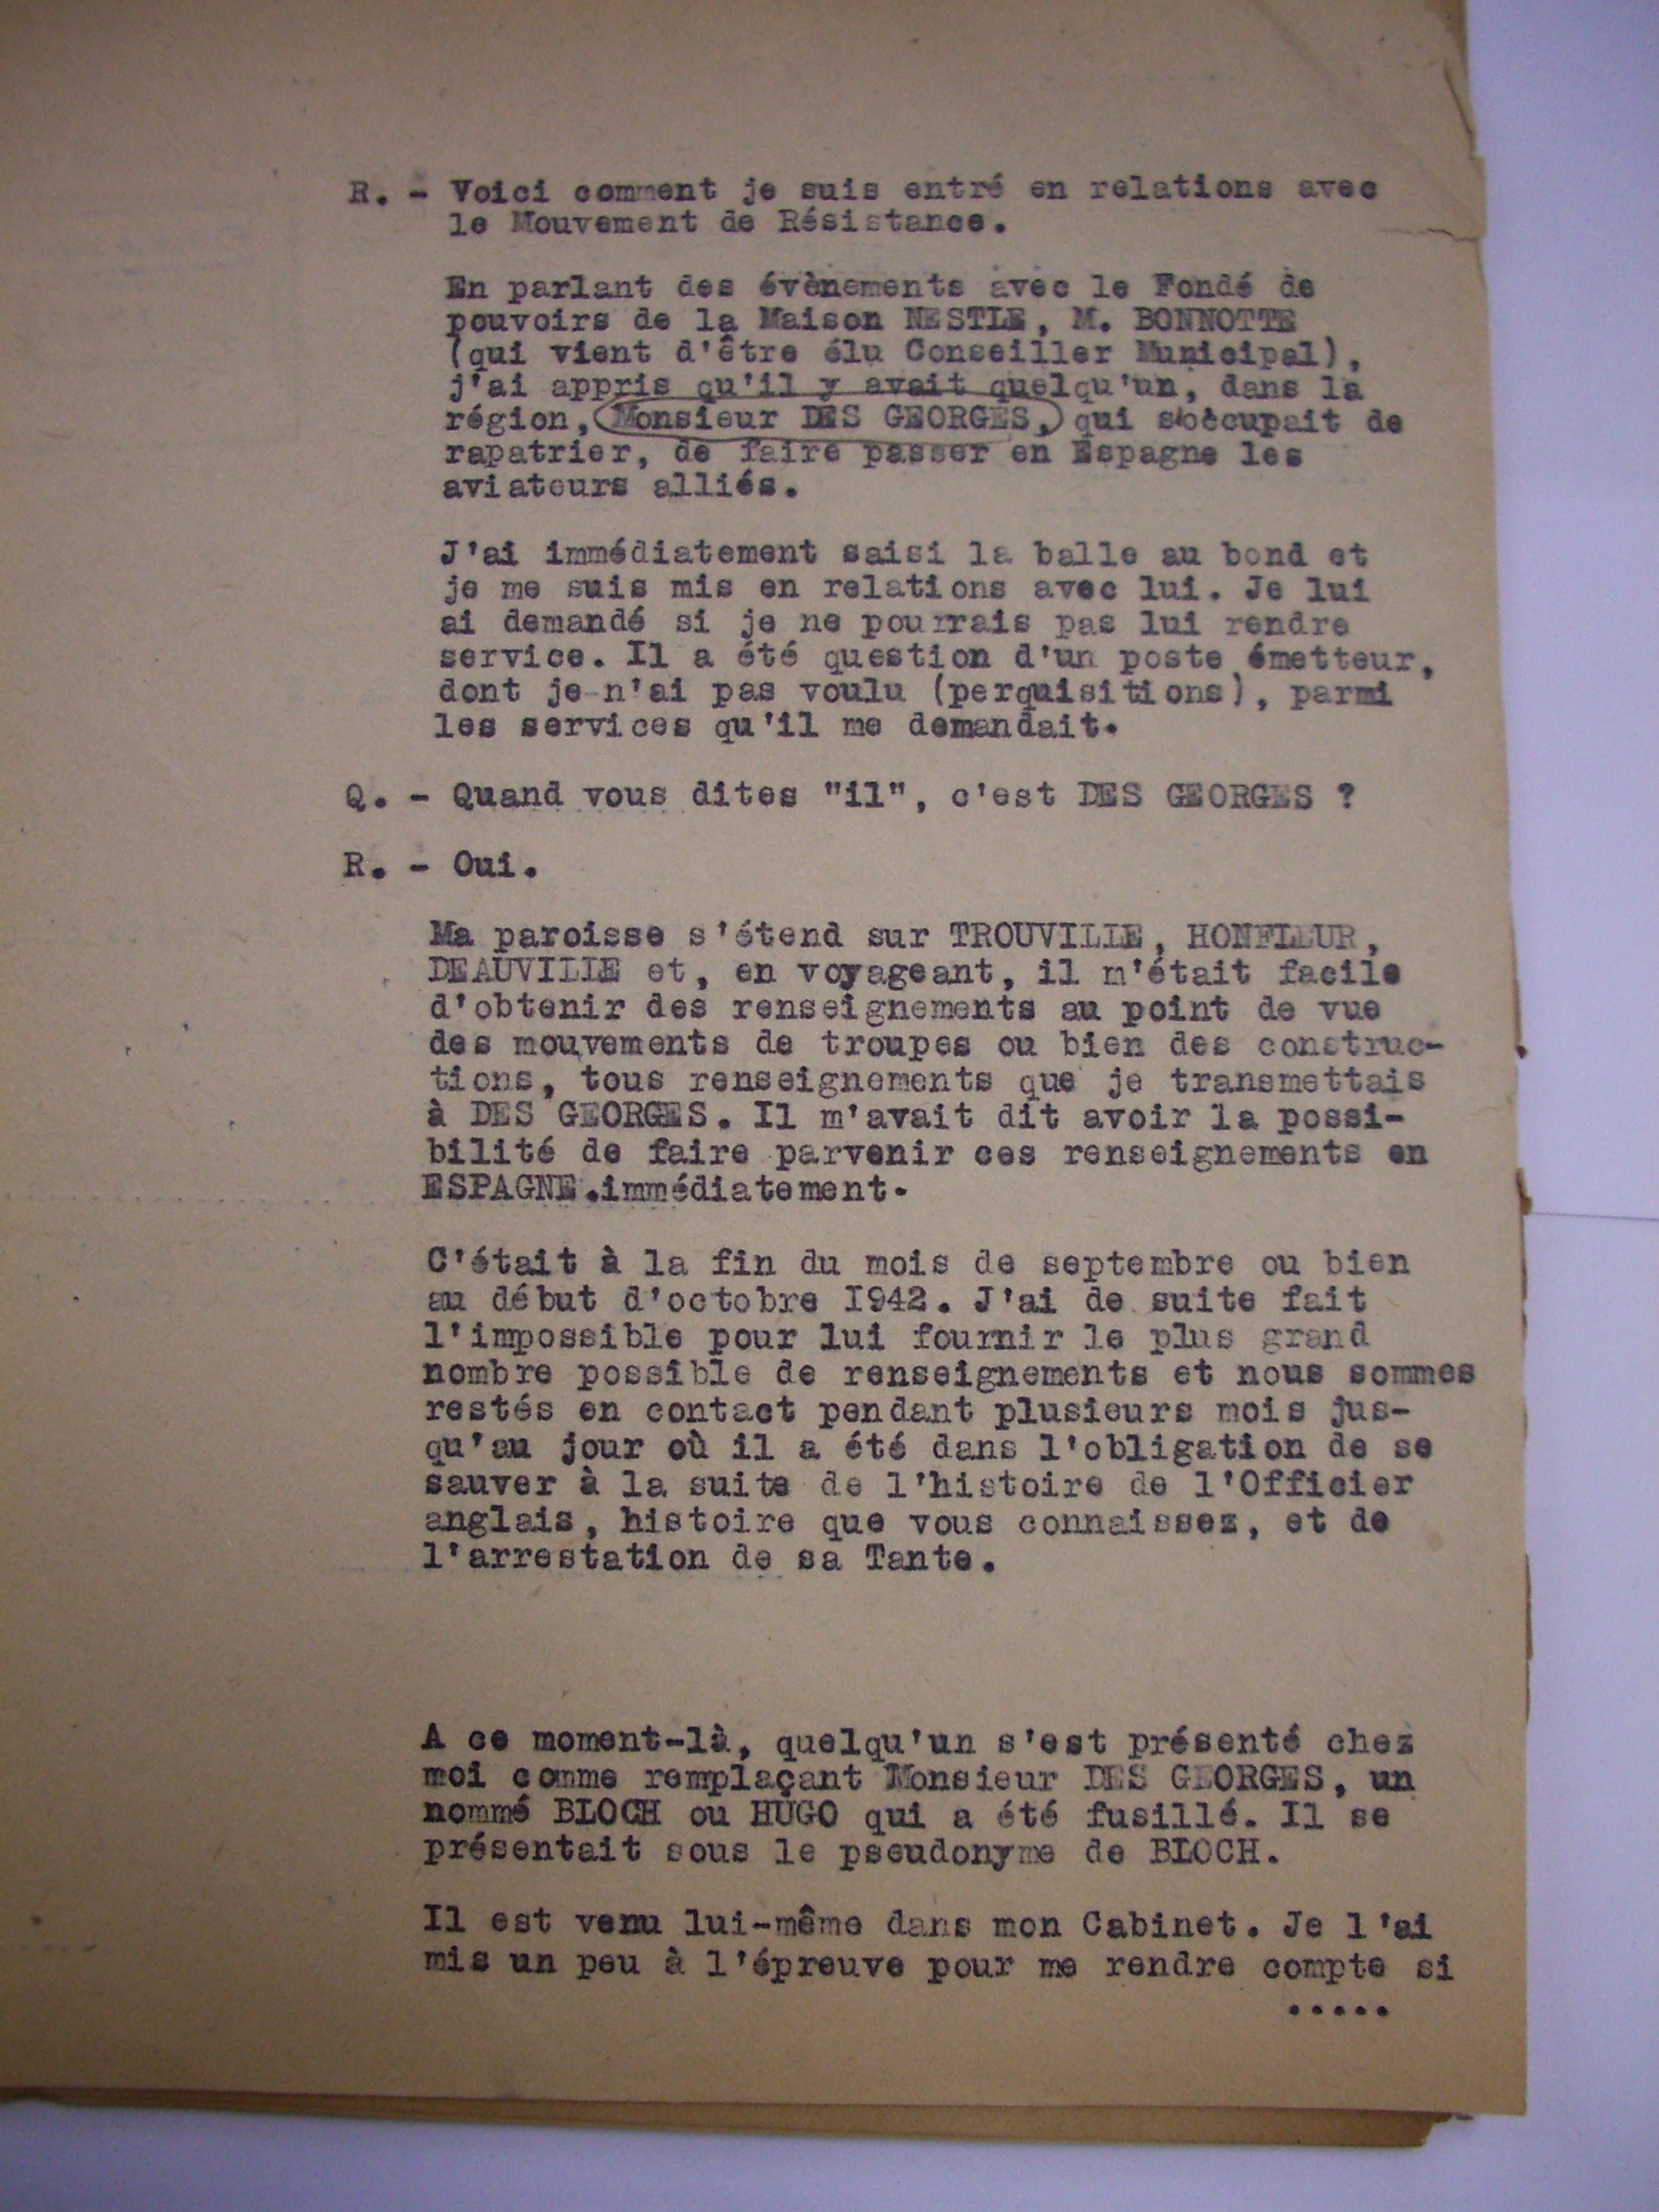 R. - Voici comment je suis entré en relations avec
le Mouvement de Résistance.
En parlant des évènements avec le Fondé de
pouvoirs de la Maison NESTLE, M. BONNOTTE
(qui vient d'être élu Conseiller Municipal),
j'ai appris qu'il y avait quelqu'un, dans la
région, Monsieur DES GEORGES, qui s'occupait de
rapatrier, de faire passer en Espagne les
aviateurs alliés.
J'ai immédiatement saisi la balle au bond et
je me suis mis en relations avec lui. Je lui
ai demandé si je ne pourrais pas lui rendre
service. Il a été question d'un poste émetteur,
dont je n'ai pas voulu (perquisitions), parmi
les services qu'il me demandait.
Q. - Quand vous dites "il", c'est DES GEORGES ?
R. - Oui.
Ma paroisse s'étend sur TROUVILLE, HONFLEUR,
DEAUVILLE et, en voyageant, il m'était facile
d'obtenir des renseignements au point de vue
des mouvements de troupes ou bien des construc-
tions, tous renseignements que je transmettais
à DES GEORGES. Il m'avait dit avoir la possi-
bilité de faire parvenir ces renseignements en
ESPAGNE.immédiatement.
C'était à la fin du mois de septembre ou bien
au début d'octobre I942. J'ai de suite fait
l'impossible pour lui fournir le plus grand
nombre possible de renseignements et nous sommes
restés en contact pendant plusieurs mois jus-
qu'au jour où il a été dans l'obligation de se
sauver à la suite de l'histoire de l'Officier
anglais, histoire que vous connaissez, et de
l'arrestation de sa Tante.
A ce moment-là, quelqu'un s'est présenté chez
moi comme remplaçant Monsieur DES GEORGES, un
nommé BLOCH ou HUGO qui a été fusillé. Il se
présentait sous le pseudonyme de BLOCH.
Il est venu lui-même dans mon Cabinet. Je l'ai
mis un peu à l'épreuve pour me rendre compte si
.....